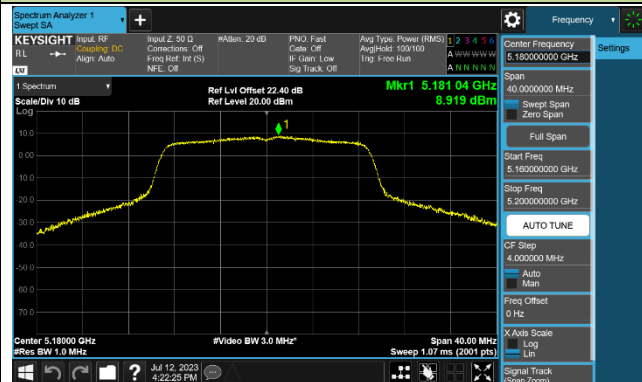 Spectrum Analyzer 1
Swept SA
Frequency
KEYSIGHT
RL
Input: RF
Coupling: DC
Align: Auto
Input Z: 50 Ω
Corrections: Off
Freq Ref: Int (S)
NFE: Off
#Atten: 20 dB
PNO: Fast
Gate: Off
IF Gain: Low
Sig Track: Off
Avg Type: Power (RMS)
Avg|Hold: 100/100
Trig: Free Run
1 2 3 4 5 6
A W W W W W
A N N N N N
1 Spectrum
Scale/Div 10 dB
Log
Ref Lvl Offset 22.40 dB
Ref Level 20.00 dBm
Mkr1 5.181 04 GHz
8.919 dBm
1
10.0
0.00
-10.0
-20.0
-30.0
-40.0
-50.0
-60.0
-70.0
Center 5.18000 GHz
#Res BW 1.0 MHz
#Video BW 3.0 MHz*
Span 40.00 MHz
Sweep 1.07 ms (2001 pts)
Center Frequency
5.180000000 GHz
Span
40.0000000 MHz
Swept Span
Zero Span
Full Span
Start Freq
5.160000000 GHz
Stop Freq
5.200000000 GHz
AUTO TUNE
CF Step
4.000000 MHz
Auto
Man
Freq Offset
0 Hz
X Axis Scale
Log
Lin
Signal Track
(Span Zoom)
Settings
Jul 12, 2023
4:22:25 PM